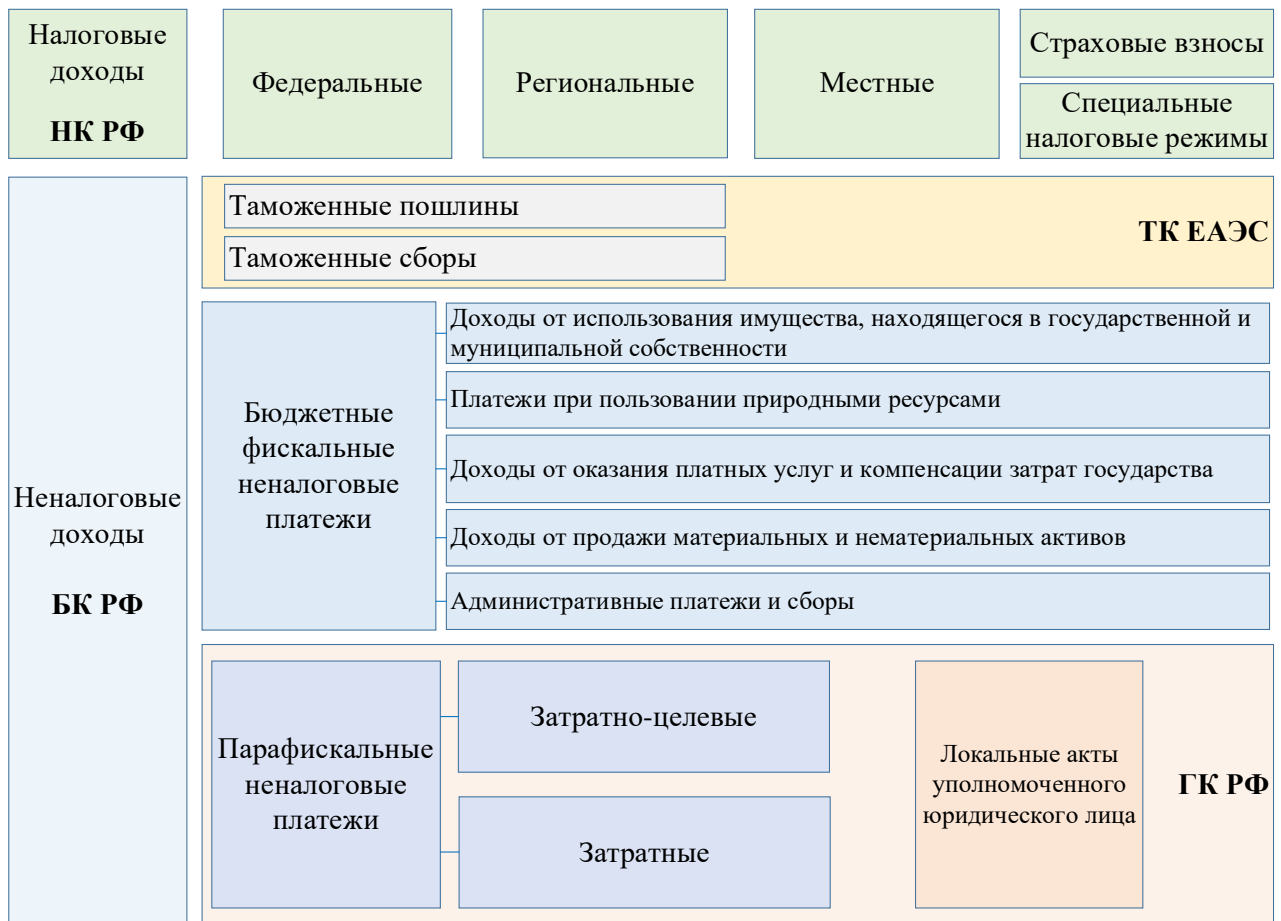 Налоговые
доходы
НК РФ
Федеральные
Региональные
Местные
Страховые взносы
Специальные
налоговые режимы
Неналоговые
доходы
БК РФ
Таможенные пошлины
Таможенные сборы
ТК ЕАЭС
Бюджетные
фискальные
неналоговые
платежи
Доходы от использования имущества, находящегося в государственной и
муниципальной собственности
Платежи при пользовании природными ресурсами
Доходы от оказания платных услуг и компенсации затрат государства
Доходы от продажи материальных и нематериальных активов
Административные платежи и сборы
Парафискальные
неналоговые
платежи
Затратно-целевые
Затратные
Локальные акты
уполномоченного
юридического лица
ГК РФ